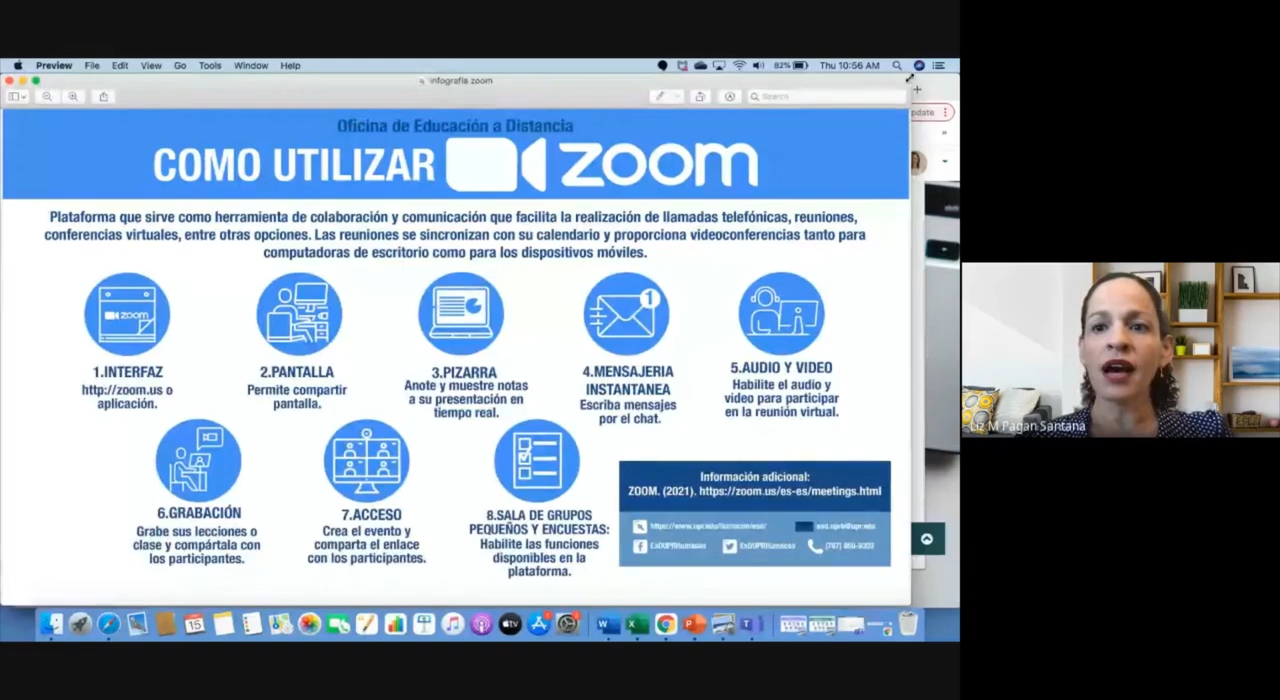 Preview File Edit View Go Tools Window Help
82% Thu 10:56 AM
infografia zoom
Search
update
Oficina de Educación a Distancia
COMO UTILIZAR zoom
Plataforma que sirve como herramienta de colaboración y comunicación que facilita la realización de llamadas telefónicas, reuniones,
conferencias virtuales, entre otras opciones. Las reuniones se sincronizan con su calendario y proporciona videoconferencias tanto para
computadoras de escritorio como para los dispositivos móviles.
zoom
1
1.INTERFAZ
http://zoom.us o
aplicación.
2.PANTALLA
Permite compartir
pantalla.
3.PIZARRA
Anote y muestre notas
a su presentación en
tiempo real.
4.MENSAJERIA
INSTANTANEA
Escriba mensajes
por el chat.
5.AUDIO Y VIDEO
Habilite el audio y
vídeo para participar
en la reunión virtual.
6.GRABACIÓN
Grabe sus lecciones o
clase y compártala con
los participantes.
7.ACCESO
Crea el evento y
comparta el enlace
con los participantes.
8.SALA DE GRUPOS
PEQUEÑOS Y ENCUESTAS:
Habilite las funciones
disponibles en la
plataforma.
Información adicional:
ZOOM. (2021). https://zoom.us/es-es/meetings.html
Liz M Pagan Santana
15
tv